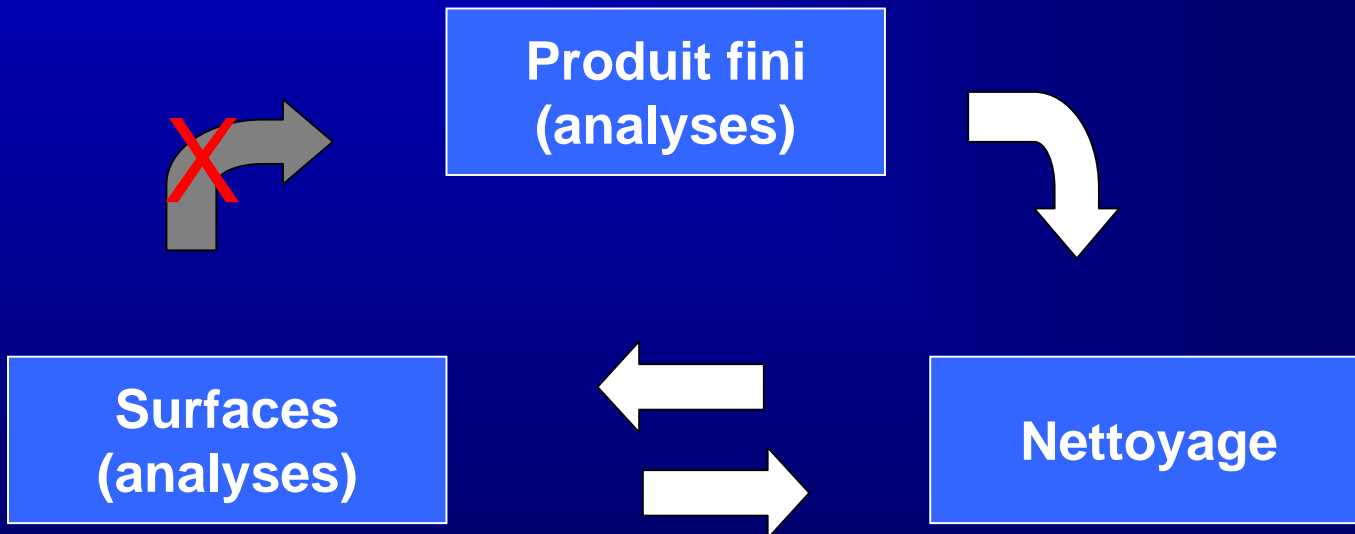 Produit fini
(analyses)
X
Surfaces
(analyses)
Nettoyage